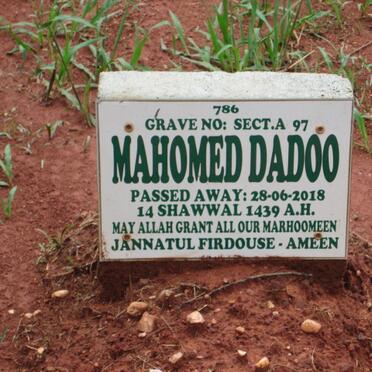 786
GRAVE NO: SECT.A 97
MAHOMED DADOO
PASSED AWAY: 28-06-2018
14 SHAWWAL 1439 A.H.
MAY ALLAH GRANT ALL OUR MARHOOMEEN
JANNATUL FIRDOUSE - AMEEN